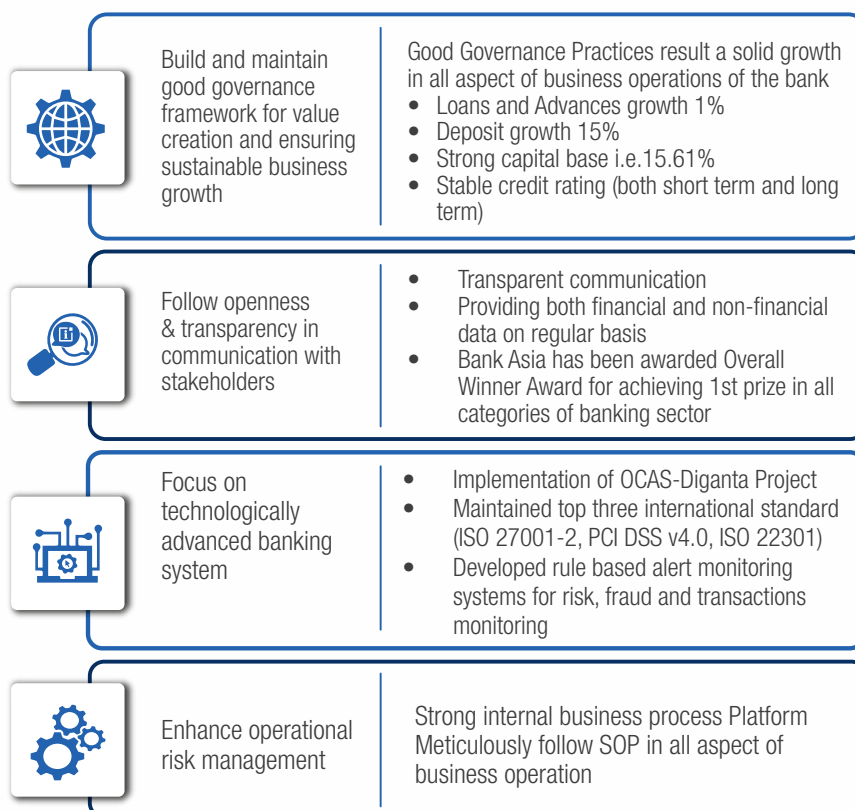 Build and maintain
good governance
framework for value
creation and ensuring
sustainable business
growth
Good Governance Practices result a solid growth
in all aspect of business operations of the bank
• Loans and Advances growth 1%
• Deposit growth 15%
• Strong capital base i.e.15.61%
• Stable credit rating (both short term and long
term)
Follow openness
& transparency in
communication with
stakeholders
• Transparent communication
• Providing both financial and non-financial
data on regular basis
• Bank Asia has been awarded Overall
Winner Award for achieving 1st prize in all
categories of banking sector
Focus on
technologically
advanced banking
system
• Implementation of OCAS-Diganta Project
• Maintained top three international standard
(ISO 27001-2, PCI DSS v4.0, ISO 22301)
• Developed rule based alert monitoring
systems for risk, fraud and transactions
monitoring
Enhance operational
risk management
Strong internal business process Platform
Meticulously follow SOP in all aspect of
business operation